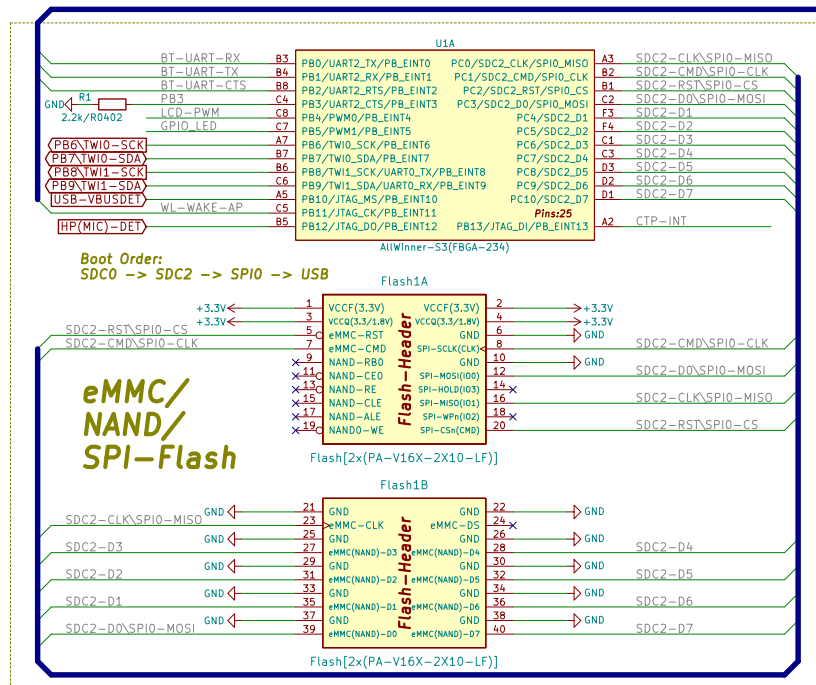 U1A
BT-UART-RX B3 PB0/UART2_TX/PB_EINT0 PC0/SDC2_CLK/SPI0_MISO A3 SDC2-CLK\SPI0-MISO
BT-UART-TX B4 PB1/UART2_RX/PB_EINT1 PC1/SDC2_CMD/SPI0_CLK B2 SDC2-CMD\SPI0-CLK
BT-UART-CTS B8 PB2/UART2_RTS/PB_EINT2 PC2/SDC2_RST/SPI0_CS B1 SDC2-RST\SPI0-CS
GND R1 PB3 C4 PB3/UART2_CTS/PB_EINT3 PC3/SDC2_D0/SPI0_MOSI C2 SDC2-D0\SPI0-MOSI
2.2k/R0402 LCD-PWM C8 PB4/PWM0/PB_EINT4 PC4/SDC2_D1 F3 SDC2-D1
GPIO_LED C7 PB5/PWM1/PB_EINT5 PC5/SDC2_D2 F4 SDC2-D2
PB6\TWI0-SCK A7 PB6/TWI0_SCK/PB_EINT6 PC6/SDC2_D3 C1 SDC2-D3
PB7\TWI0-SDA B7 PB7/TWI0_SDA/PB_EINT7 PC7/SDC2_D4 C3 SDC2-D4
PB8\TWI1-SCK B6 PB8/TWI1_SCK/UART0_TX/PB_EINT8 PC8/SDC2_D5 D3 SDC2-D5
PB9\TWI1-SDA C6 PB9/TWI1_SDA/UART0_RX/PB_EINT9 PC9/SDC2_D6 D2 SDC2-D6
USB-VBUSDET A5 PB10/JTAG_MS/PB_EINT10 PC10/SDC2_D7 D1 SDC2-D7
WL-WAKE-AP C5 PB11/JTAG_CK/PB_EINT11 Pins:25
HP(MIC)-DET B5 PB12/JTAG_DO/PB_EINT12 PB13/JTAG_DI/PB_EINT13 A2 CTP-INT
AllWinner-S3(FBGA-234)
Boot Order:
SDC0 -> SDC2 -> SPI0 -> USB
Flash1A
+3.3V 1 VCCF(3.3V) VCCF(3.3V) 2 +3.3V
+3.3V 3 VCCQ(3.3/1.8V) VCCQ(3.3/1.8V) 4 +3.3V
SDC2-RST\SPI0-CS 5 eMMC-RST GND 6 GND
SDC2-CMD\SPI0-CLK 7 eMMC-CMD SPI-SCLK(CLK) 8 SDC2-CMD\SPI0-CLK
9 NAND-RB0 GND 10 GND
11 NAND-CE0 SPI-MOSI(IO0) 12 SDC2-D0\SPI0-MOSI
13 NAND-RE SPI-HOLD(IO3) 14
15 NAND-CLE SPI-MISO(IO1) 16 SDC2-CLK\SPI0-MISO
17 NAND-ALE SPI-WPn(IO2) 18
19 NAND0-WE SPI-CSn(CMD) 20 SDC2-RST\SPI0-CS
Flash-Header
Flash[2x(PA-V16X-2X10-LF)]
eMMC/
NAND/
SPI-Flash
Flash1B
GND 21 GND GND 22 GND
SDC2-CLK\SPI0-MISO 23 eMMC-CLK eMMC-DS 24
GND 25 GND GND 26 GND
SDC2-D3 27 eMMC(NAND)-D3 eMMC(NAND)-D4 28 SDC2-D4
GND 29 GND GND 30 GND
SDC2-D2 31 eMMC(NAND)-D2 eMMC(NAND)-D5 32 SDC2-D5
GND 33 GND GND 34 GND
SDC2-D1 35 eMMC(NAND)-D1 eMMC(NAND)-D6 36 SDC2-D6
GND 37 GND GND 38 GND
SDC2-D0\SPI0-MOSI 39 eMMC(NAND)-D0 eMMC(NAND)-D7 40 SDC2-D7
Flash-Header
Flash[2x(PA-V16X-2X10-LF)]